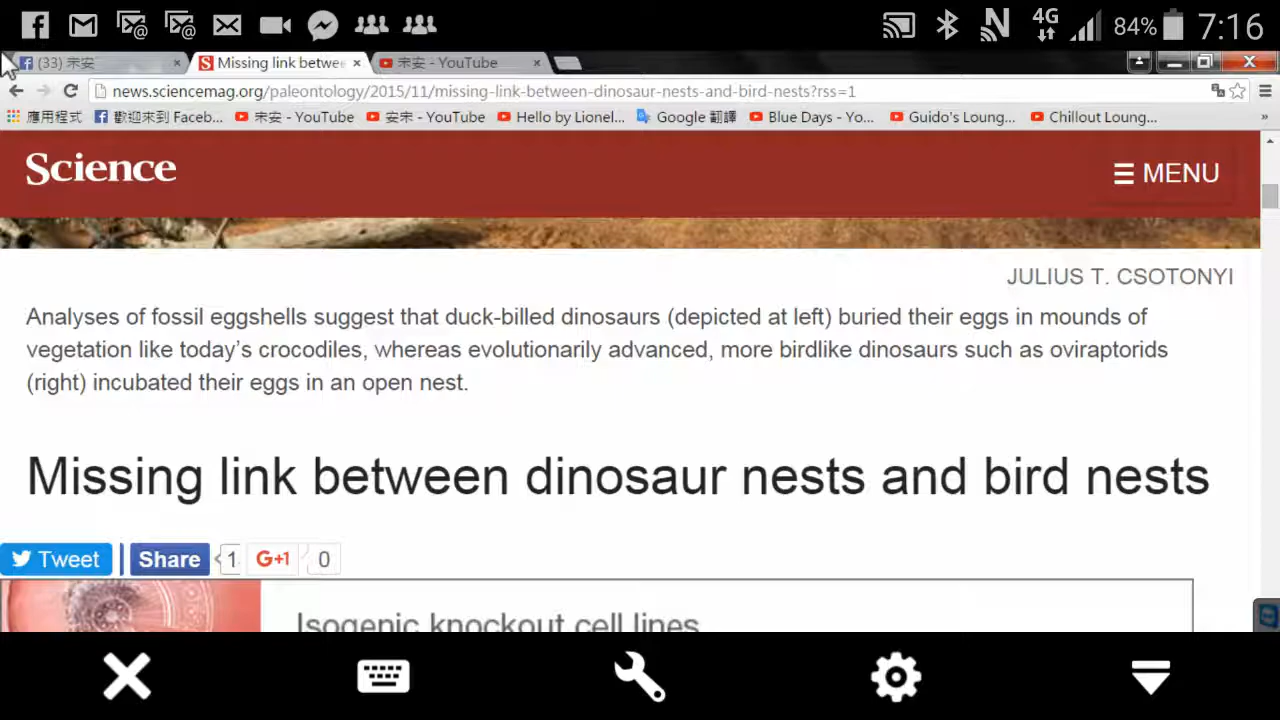 4G 84% 7:16
(33) 宋安 Missing link betwee 宋安 - YouTube
news.sciencemag.org/paleontology/2015/11/missing-link-between-dinosaur-nests-and-bird-nests?rss=1
應用程式 歡迎來到 Faceb... 宋安 - YouTube 安宋 - YouTube Hello by Lionel... Google 翻譯 Blue Days - Yo... Guido's Loung... Chillout Loung...
Science MENU
JULIUS T. CSOTONYI
Analyses of fossil eggshells suggest that duck-billed dinosaurs (depicted at left) buried their eggs in mounds of
vegetation like today's crocodiles, whereas evolutionarily advanced, more birdlike dinosaurs such as oviraptorids
(right) incubated their eggs in an open nest.
Missing link between dinosaur nests and bird nests
Tweet Share 1 G+1 0
Isogenic knockout cell lines